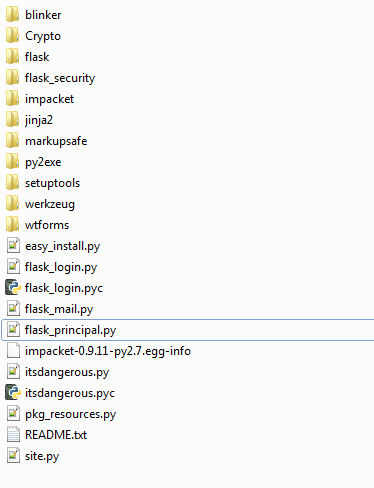 blinker
Crypto
flask
flask_security
impacket
jinja2
markupsafe
py2exe
setuptools
werkzeug
wtforms
easy_install.py
flask_login.py
flask_login.pyc
flask_mail.py
flask_principal.py
impacket-0.9.11-py2.7.egg-info
itsdangerous.py
itsdangerous.pyc
pkg_resources.py
README.txt
site.py